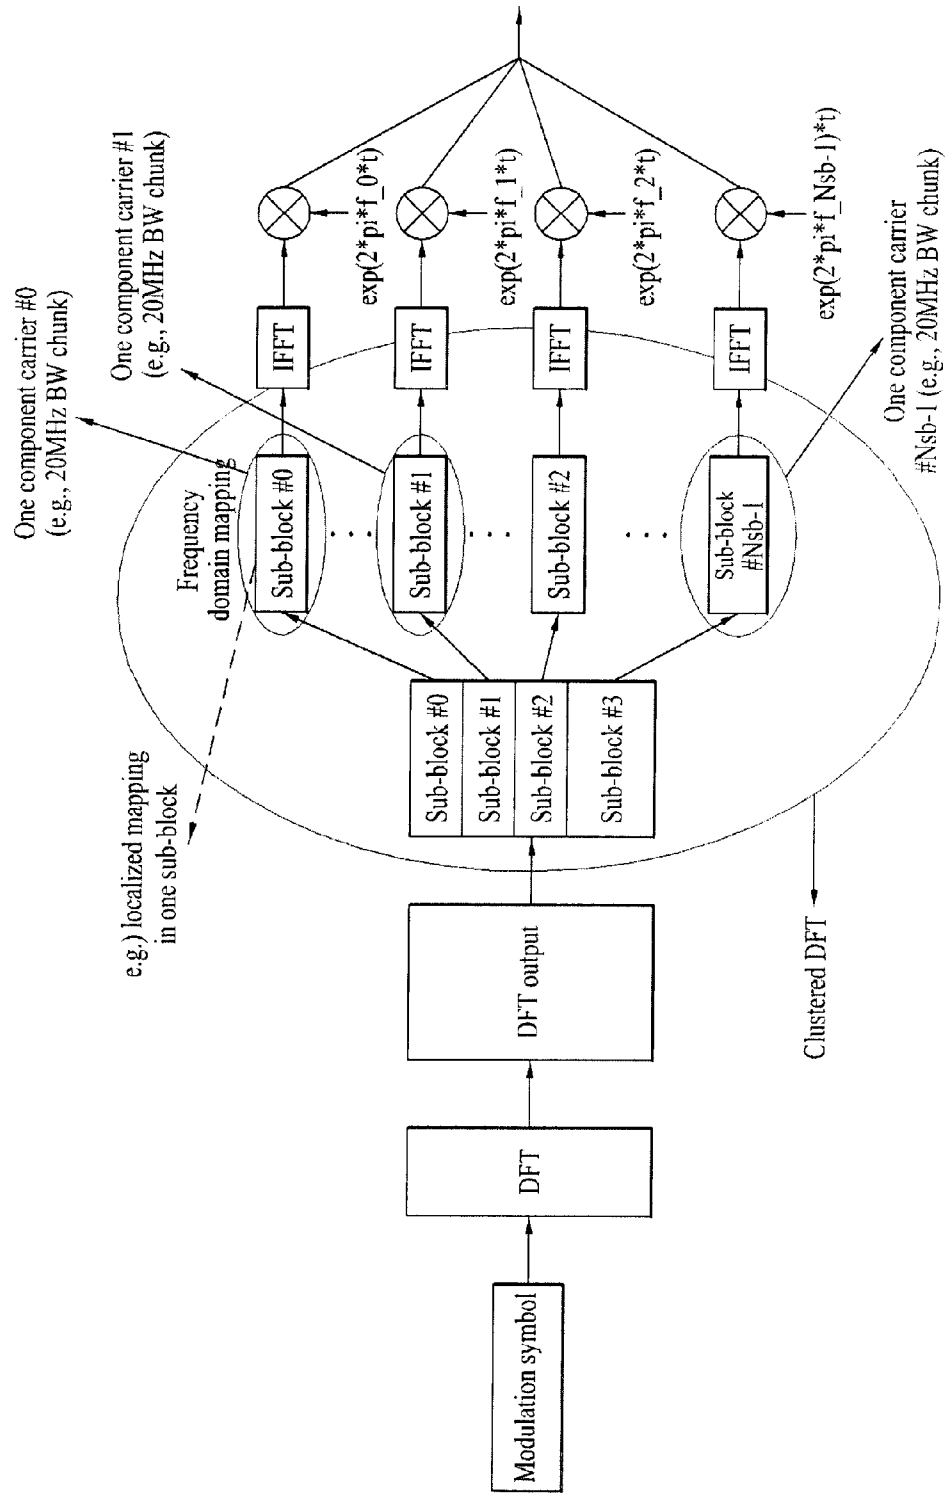 Modulation symbol
DFT
DFT output
Sub-block #0
Sub-block #1
Sub-block #2
Sub-block #3
Clustered DFT
e.g.) localized mapping
in one sub-block
Frequency
domain mapping
Sub-block #0
Sub-block #1
Sub-block #2
Sub-block
#Nsb-1
One component carrier #0
(e.g., 20MHz BW chunk)
One component carrier #1
(e.g., 20MHz BW chunk)
One component carrier
#Nsb-1 (e.g., 20MHz BW chunk)
IFFT
IFFT
IFFT
IFFT
exp(2*pi*f_0*t)
exp(2*pi*f_1*t)
exp(2*pi*f_2*t)
exp(2*pi*f_Nsb-1)*t)